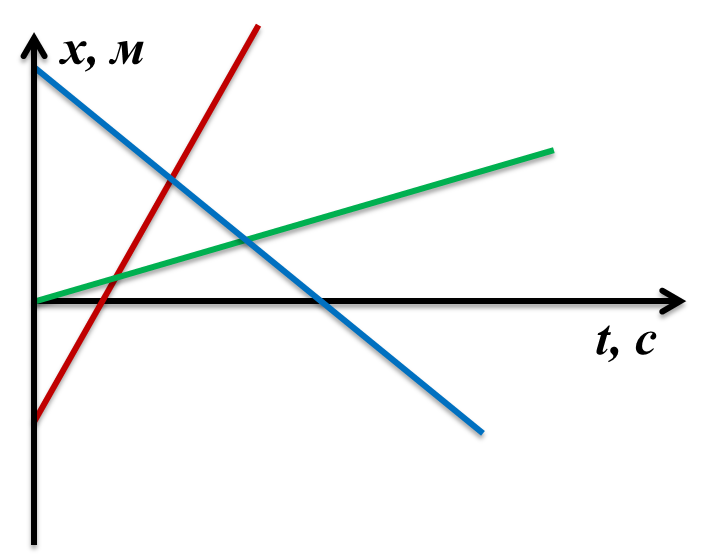 x, м
t, с